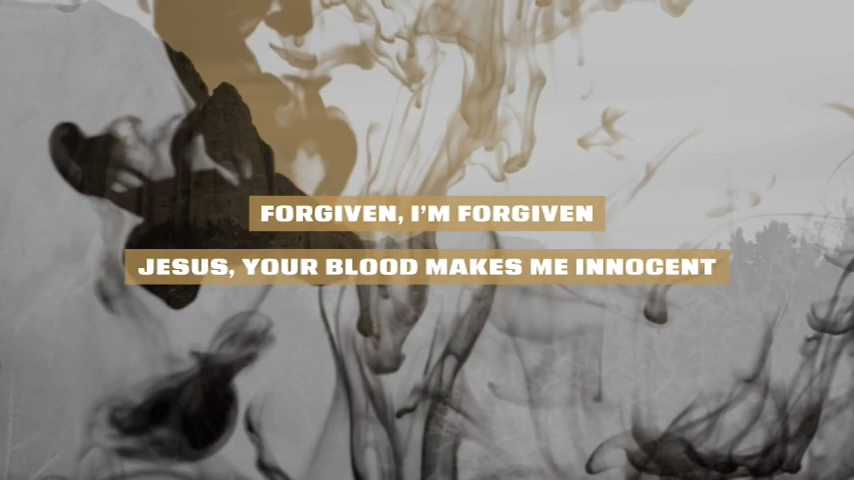 FORGIVEN, I'M FORGIVEN
JESUS, YOUR BLOOD MAKES ME INNOCENT